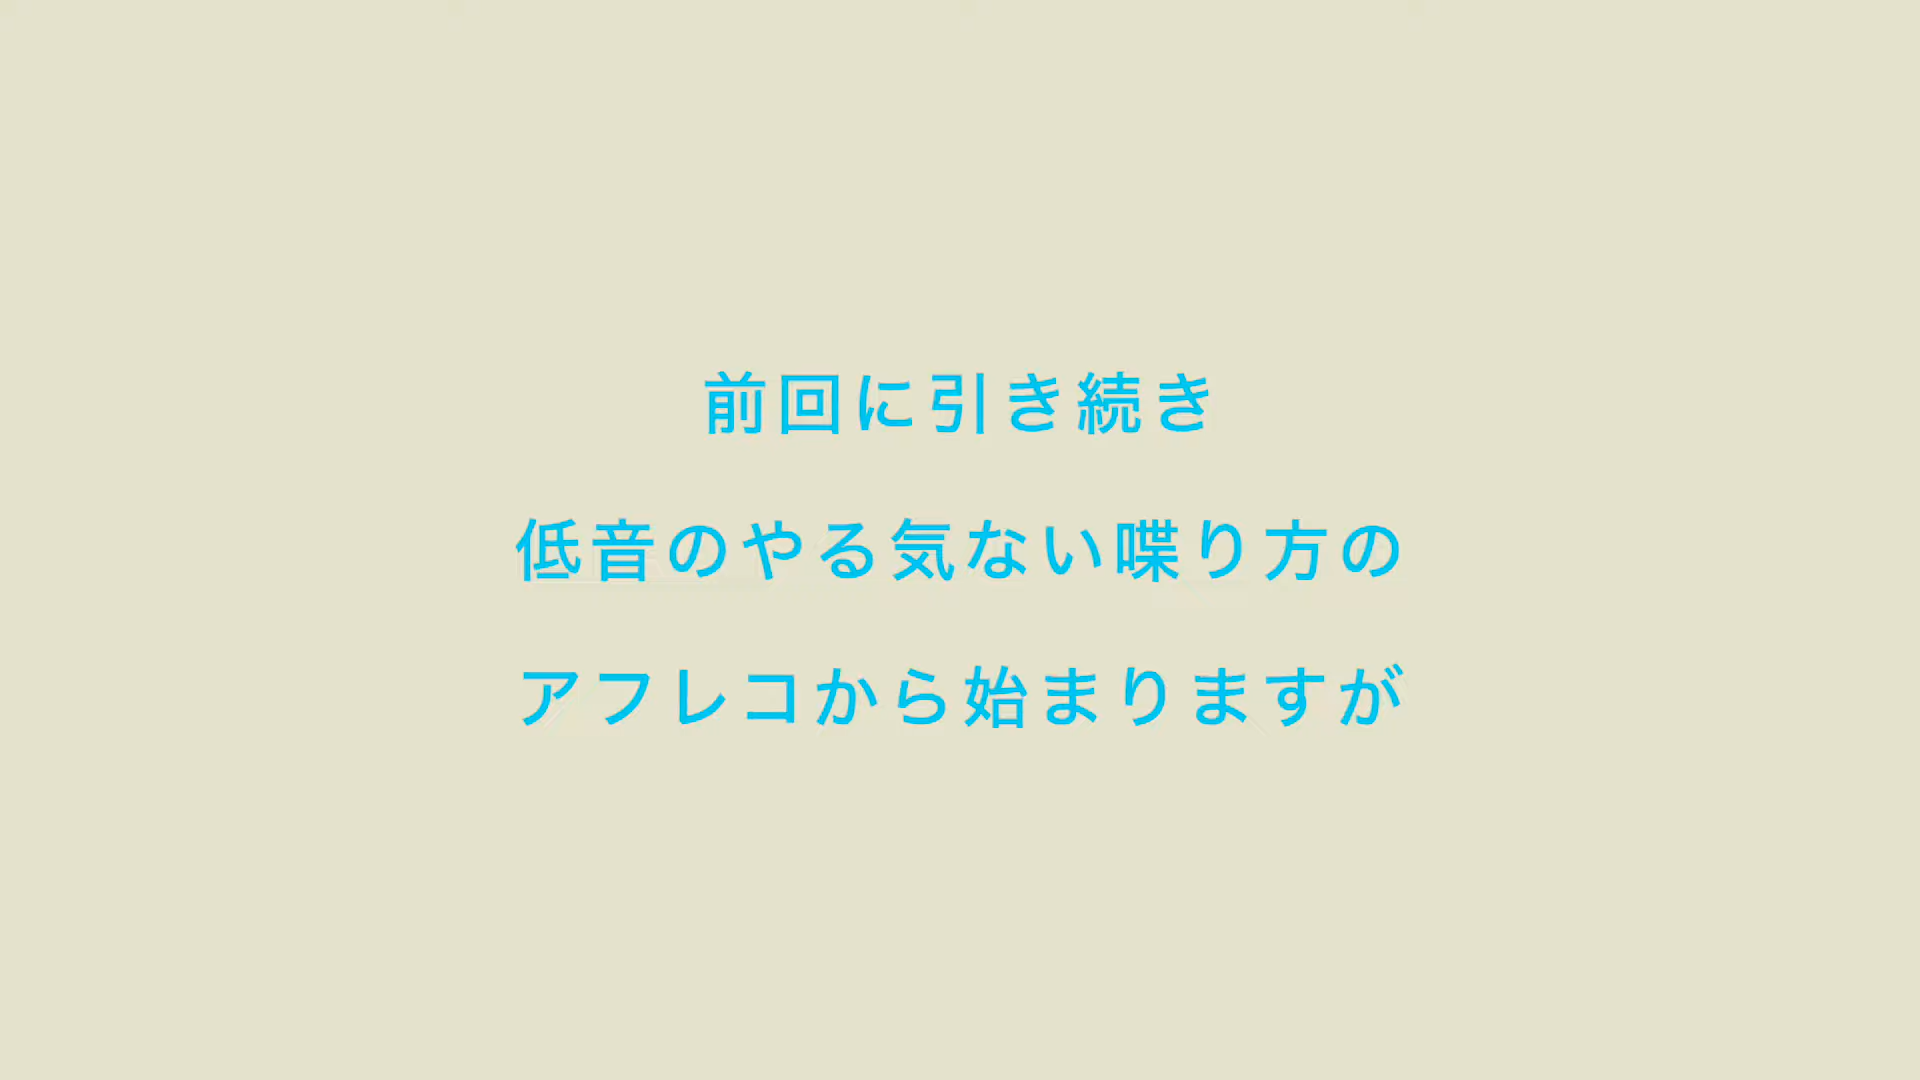 前回に引き続き
低音のやる気ない喋り方の
アフレコから始まりますが